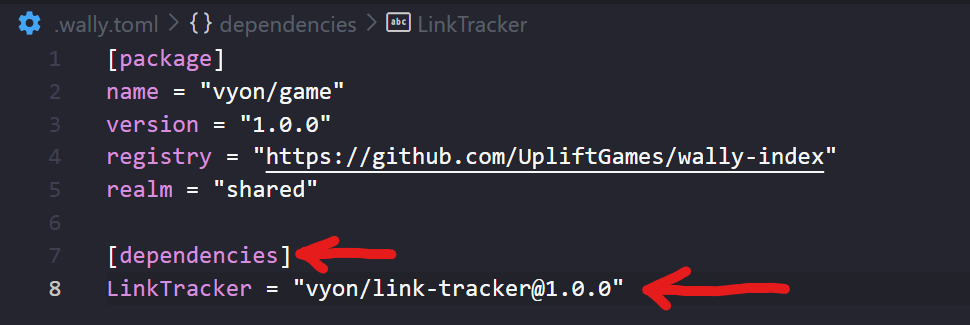 .wally.toml > {} dependencies > abc LinkTracker
1 [package]
2 name = "vyon/game"
3 version = "1.0.0"
4 registry = "https://github.com/UpliftGames/wally-index"
5 realm = "shared"
6
7 [dependencies]
8 LinkTracker = "vyon/link-tracker@1.0.0"